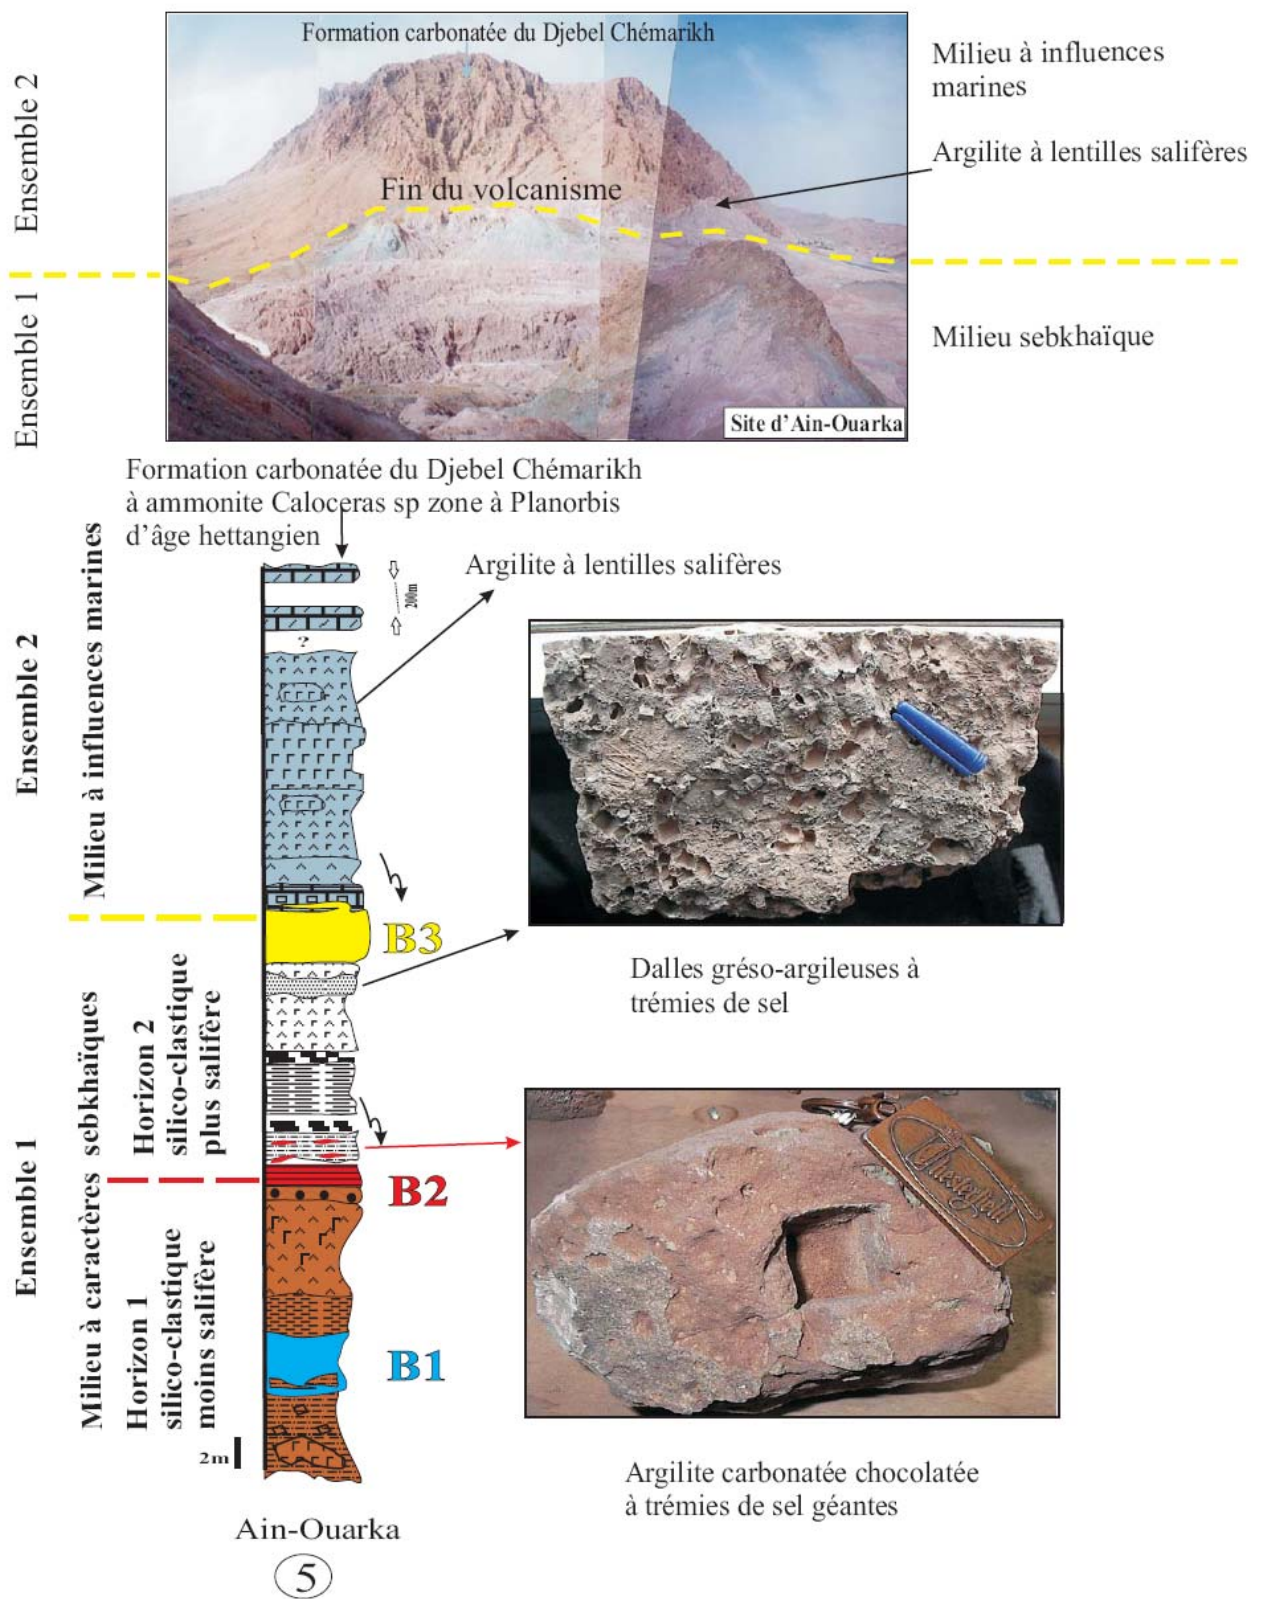 Formation carbonatée du Djebel Chémarikh
Ensemble 2
Milieu à influences
marines
Argilite à lentilles salifères
Fin du volcanisme
Ensemble 1
Milieu sebkhaïque
Site d'Ain-Ouarka
Formation carbonatée du Djebel Chémarikh
à ammonite Caloceras sp zone à Planorbis
d'âge hettangien
Argilite à lentilles salifères
200m
?
Ensemble 2
Milieu à influences marines
B3
Dalles gréso-argileuses à
trémies de sel
Ensemble 1
Milieu à caractères sebkhaïques
Horizon 2
silico-clastique
plus salifère
B2
Horizon 1
silico-clastique
moins salifère
B1
2m
Chesterfield
Argilite carbonatée chocolatée
à trémies de sel géantes
Ain-Ouarka
5